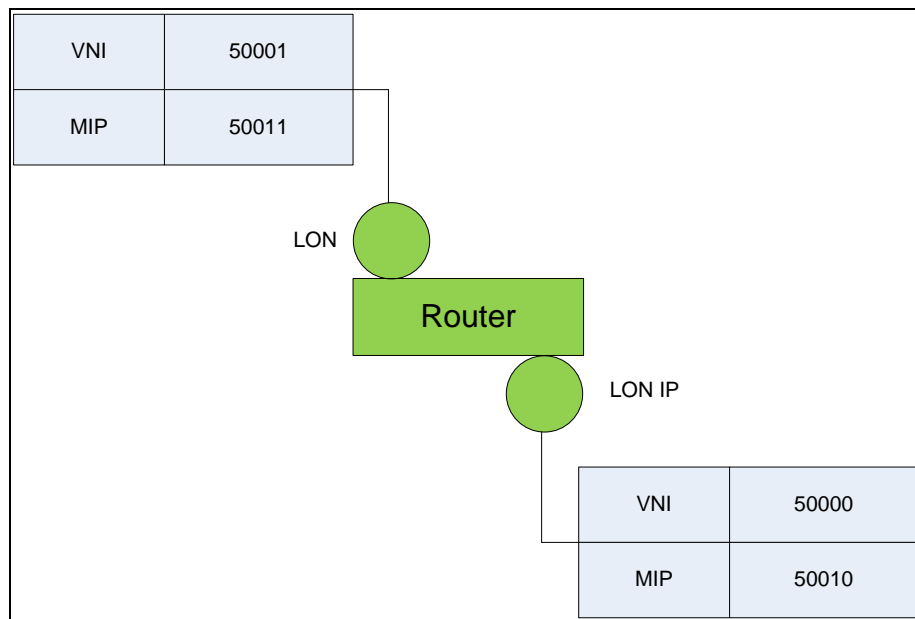 VNI 50001
MIP 50011
LON
Router
LON IP
VNI 50000
MIP 50010